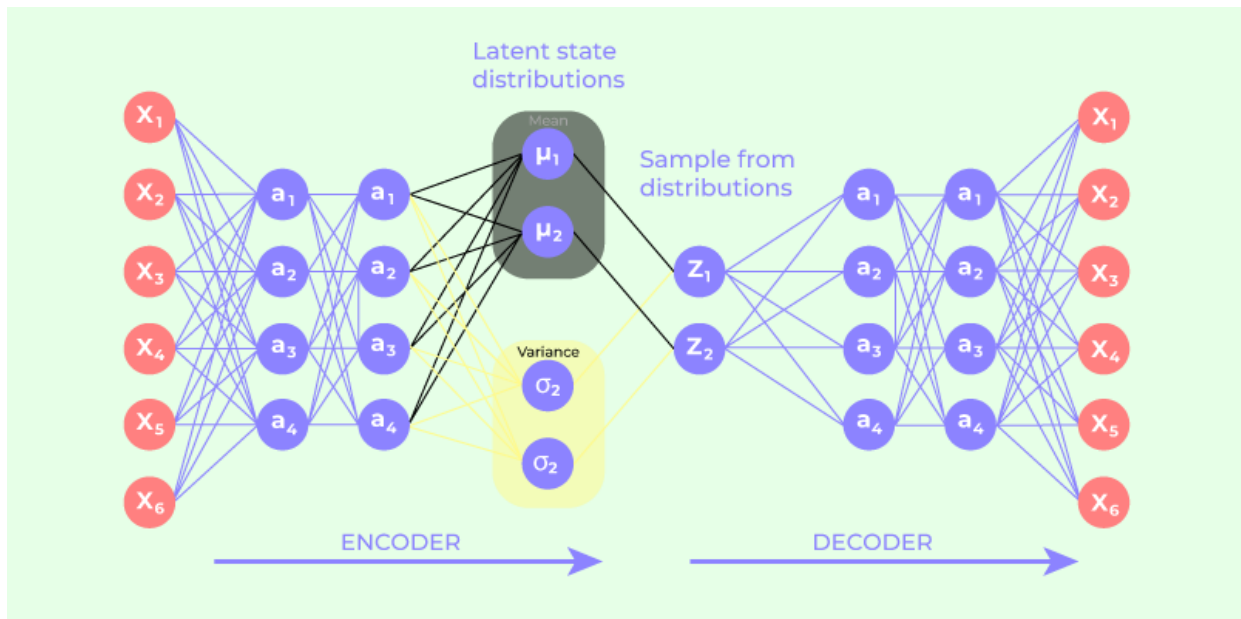 Latent state
distributions
Mean
μ₁
μ₂
Variance
σ₂
σ₂
Sample from
distributions
X₁
X₂
X₃
X₄
X₅
X₆
a₁
a₂
a₃
a₄
a₁
a₂
a₃
a₄
Z₁
Z₂
a₁
a₂
a₃
a₄
a₁
a₂
a₃
a₄
X₁
X₂
X₃
X₄
X₅
X₆
ENCODER
DECODER